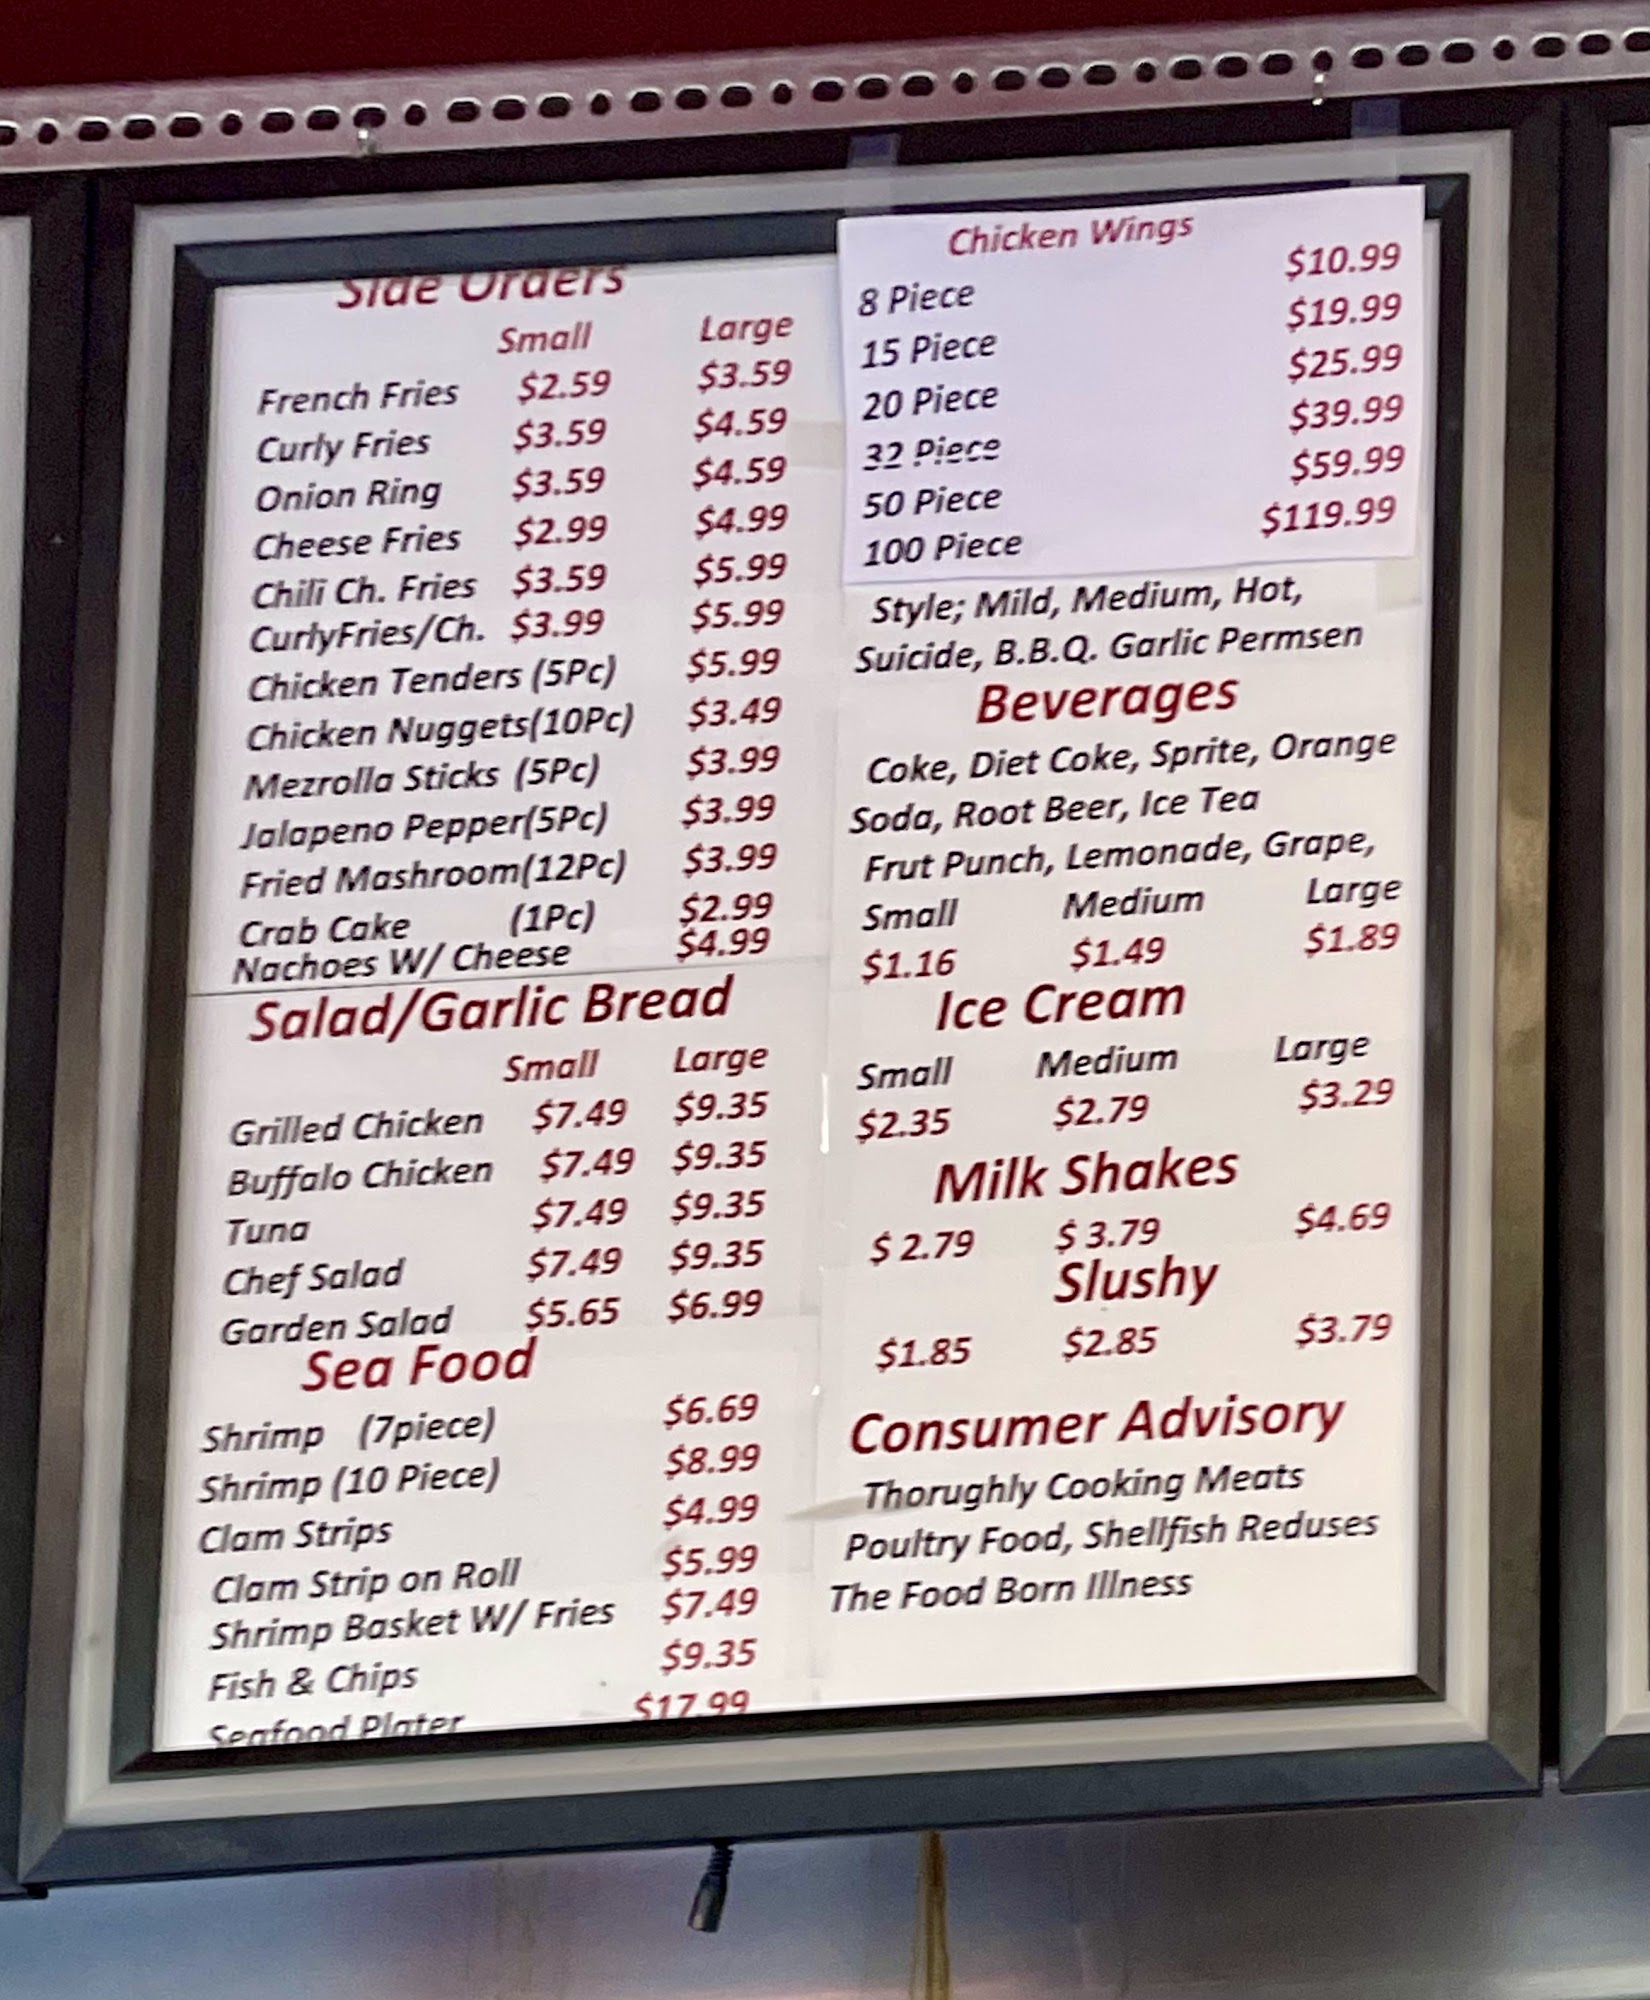 Side Orders
Small Large
French Fries $2.59 $3.59
Curly Fries $3.59 $4.59
Onion Ring $3.59 $4.59
Cheese Fries $2.99 $4.99
Chili Ch. Fries $3.59 $5.99
CurlyFries/Ch. $3.99 $5.99
Chicken Tenders (5Pc) $5.99
Chicken Nuggets(10Pc) $3.49
Mezrolla Sticks (5Pc) $3.99
Jalapeno Pepper(5Pc) $3.99
Fried Mashroom(12Pc) $3.99
Crab Cake (1Pc) $2.99
Nachoes W/ Cheese $4.99
Salad/Garlic Bread
Small Large
Grilled Chicken $7.49 $9.35
Buffalo Chicken $7.49 $9.35
Tuna $7.49 $9.35
Chef Salad $7.49 $9.35
Garden Salad $5.65 $6.99
Sea Food
Shrimp (7piece) $6.69
Shrimp (10 Piece) $8.99
Clam Strips $4.99
Clam Strip on Roll $5.99
Shrimp Basket W/ Fries $7.49
Fish & Chips $9.35
Seafood Plater $17.99
Chicken Wings
8 Piece $10.99
15 Piece $19.99
20 Piece $25.99
32 Piece $39.99
50 Piece $59.99
100 Piece $119.99
Style; Mild, Medium, Hot,
Suicide, B.B.Q. Garlic Permsen
Beverages
Coke, Diet Coke, Sprite, Orange
Soda, Root Beer, Ice Tea
Frut Punch, Lemonade, Grape,
Small Medium Large
$1.16 $1.49 $1.89
Ice Cream
Small Medium Large
$2.35 $2.79 $3.29
Milk Shakes
$ 2.79 $ 3.79 $4.69
Slushy
$1.85 $2.85 $3.79
Consumer Advisory
Thorughly Cooking Meats
Poultry Food, Shellfish Reduses
The Food Born Illness